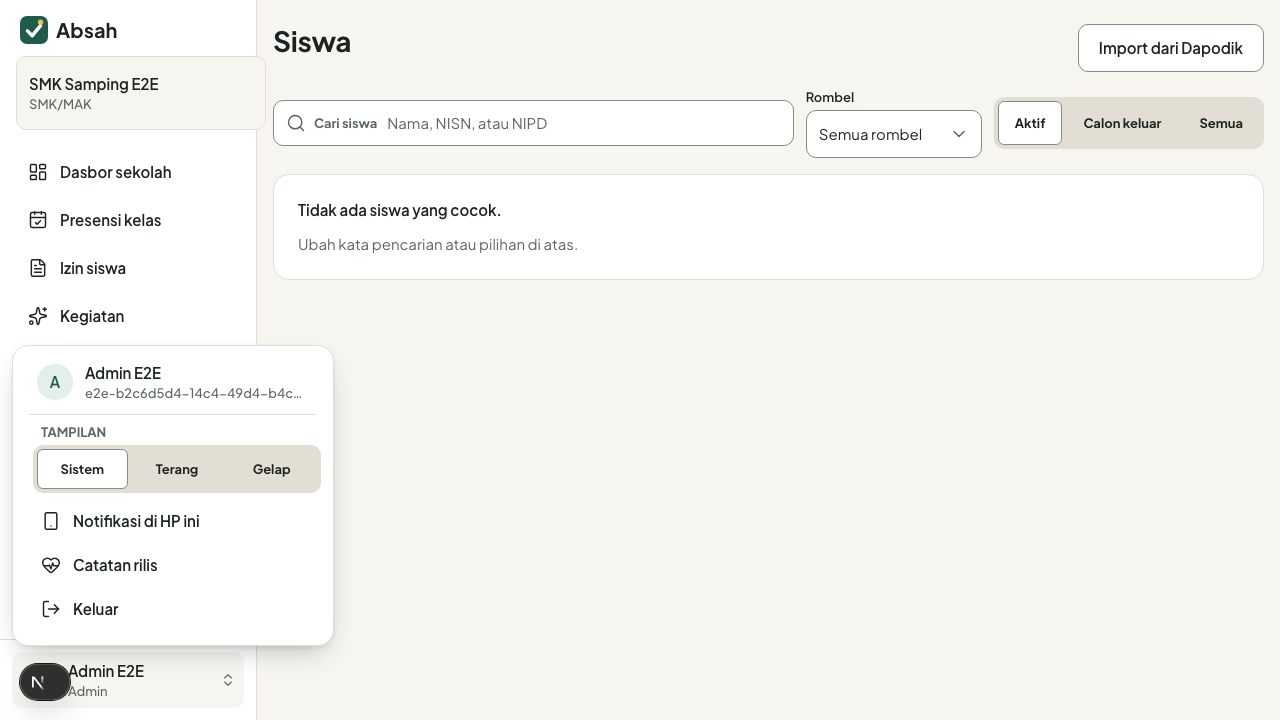 Absah
SMK Samping E2E
SMK/MAK
Dasbor sekolah
Presensi kelas
Izin siswa
Kegiatan
A
Admin E2E
e2e-b2c6d5d4-14c4-49d4-b4c…
TAMPILAN
Sistem
Terang
Gelap
Notifikasi di HP ini
Catatan rilis
Keluar
N
Admin E2E
Admin
Siswa
Import dari Dapodik
Cari siswa
Nama, NISN, atau NIPD
Rombel
Semua rombel
Aktif
Calon keluar
Semua
Tidak ada siswa yang cocok.
Ubah kata pencarian atau pilihan di atas.